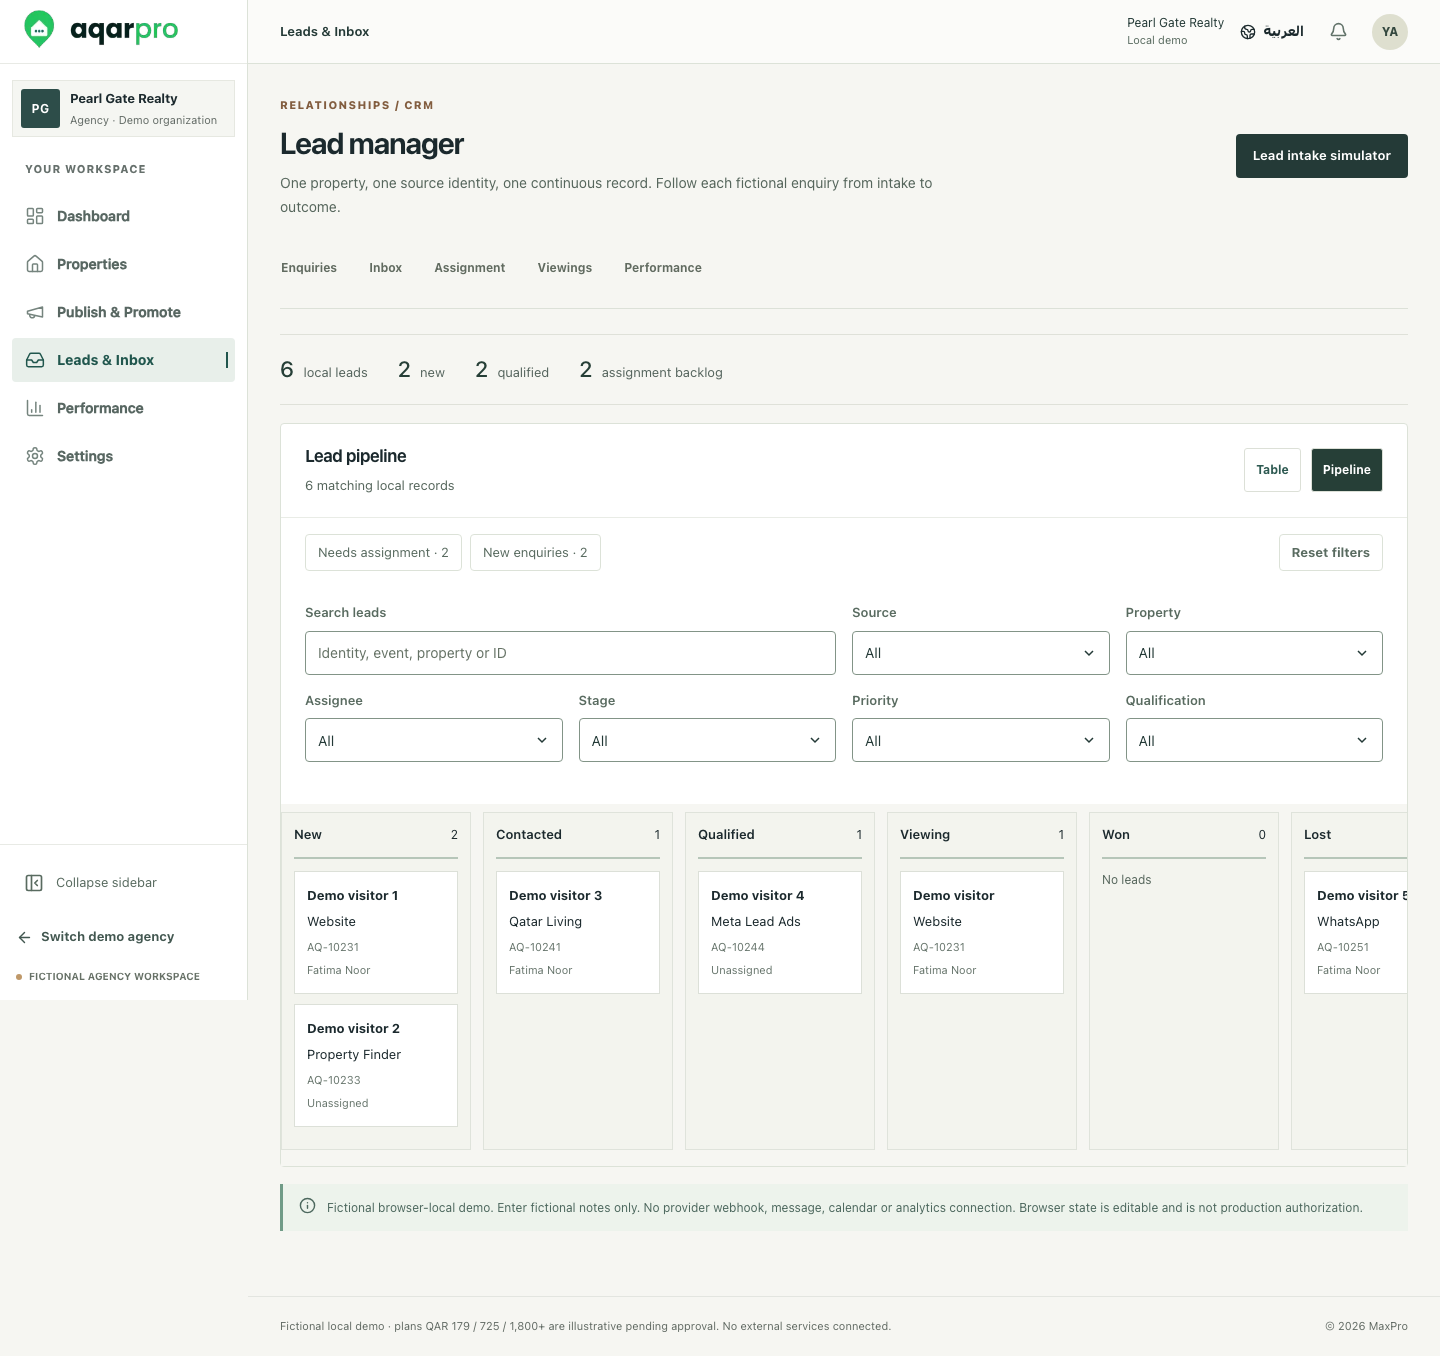 aqarpro
PG
Pearl Gate Realty
Agency · Demo organization
YOUR WORKSPACE
Dashboard
Properties
Publish & Promote
Leads & Inbox
Performance
Settings
Collapse sidebar
Switch demo agency
FICTIONAL AGENCY WORKSPACE
Leads & Inbox
Pearl Gate Realty
Local demo
العربية
YA
RELATIONSHIPS / CRM
Lead manager
One property, one source identity, one continuous record. Follow each fictional enquiry from intake to
outcome.
Lead intake simulator
Enquiries Inbox Assignment Viewings Performance
6 local leads 2 new 2 qualified 2 assignment backlog
Lead pipeline
6 matching local records
Table Pipeline
Needs assignment · 2 New enquiries · 2 Reset filters
Search leads Source Property
Identity, event, property or ID All All
Assignee Stage Priority Qualification
All All All All
New 2
Demo visitor 1
Website
AQ-10231
Fatima Noor
Demo visitor 2
Property Finder
AQ-10233
Unassigned
Contacted 1
Demo visitor 3
Qatar Living
AQ-10241
Fatima Noor
Qualified 1
Demo visitor 4
Meta Lead Ads
AQ-10244
Unassigned
Viewing 1
Demo visitor
Website
AQ-10231
Fatima Noor
Won 0
No leads
Lost
Demo visitor 5
WhatsApp
AQ-10251
Fatima Noor
Fictional browser-local demo. Enter fictional notes only. No provider webhook, message, calendar or analytics connection. Browser state is editable and is not production authorization.
Fictional local demo · plans QAR 179 / 725 / 1,800+ are illustrative pending approval. No external services connected.
© 2026 MaxPro